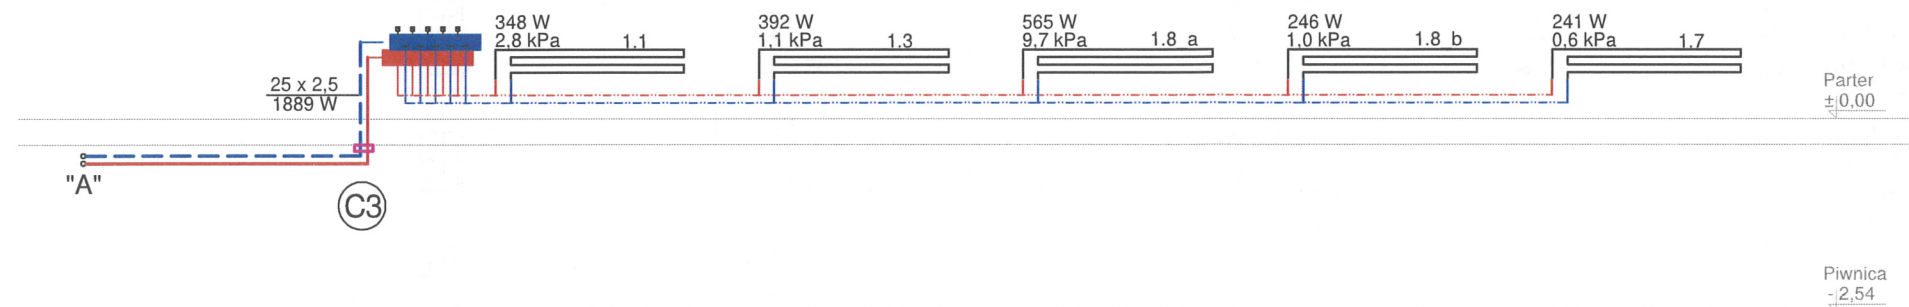 348 W
2,8 kPa 1.1
392 W
1,1 kPa 1.3
565 W
9,7 kPa 1.8 a
246 W
1,0 kPa 1.8 b
241 W
0,6 kPa 1.7
25 x 2,5
1889 W
Parter
±0,00
"A"
C3
Piwnica
-2,54